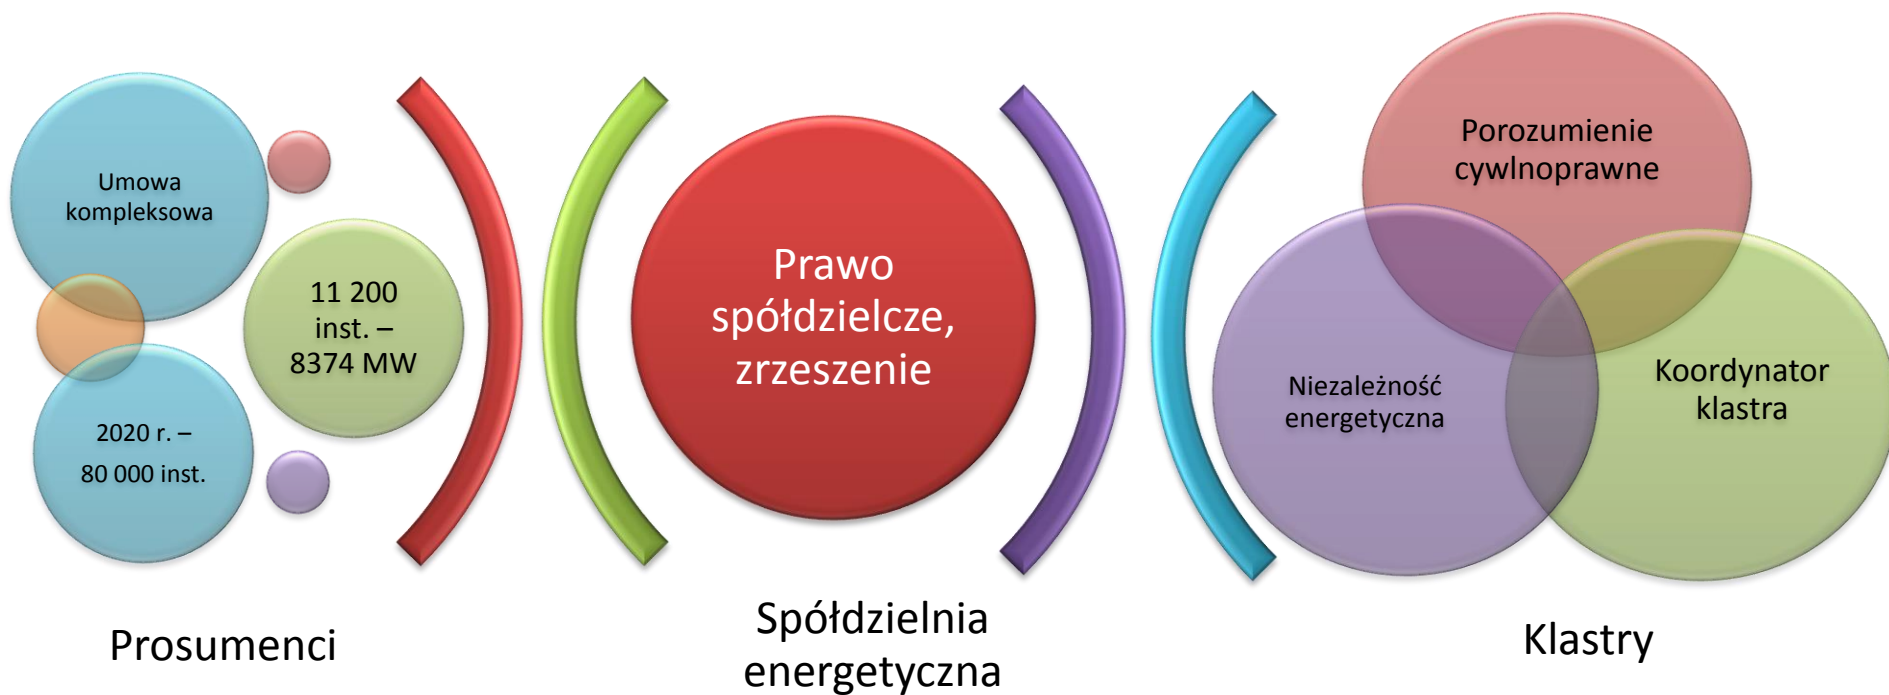 Umowa
kompleksowa
11 200
inst. –
8374 MW
2020 r. –
80 000 inst.
Prosumenci
Prawo
spółdzielcze,
zrzeszenie
Spółdzielnia
energetyczna
Porozumienie
cywlnoprawne
Niezależność
energetyczna
Koordynator
klastra
Klastry